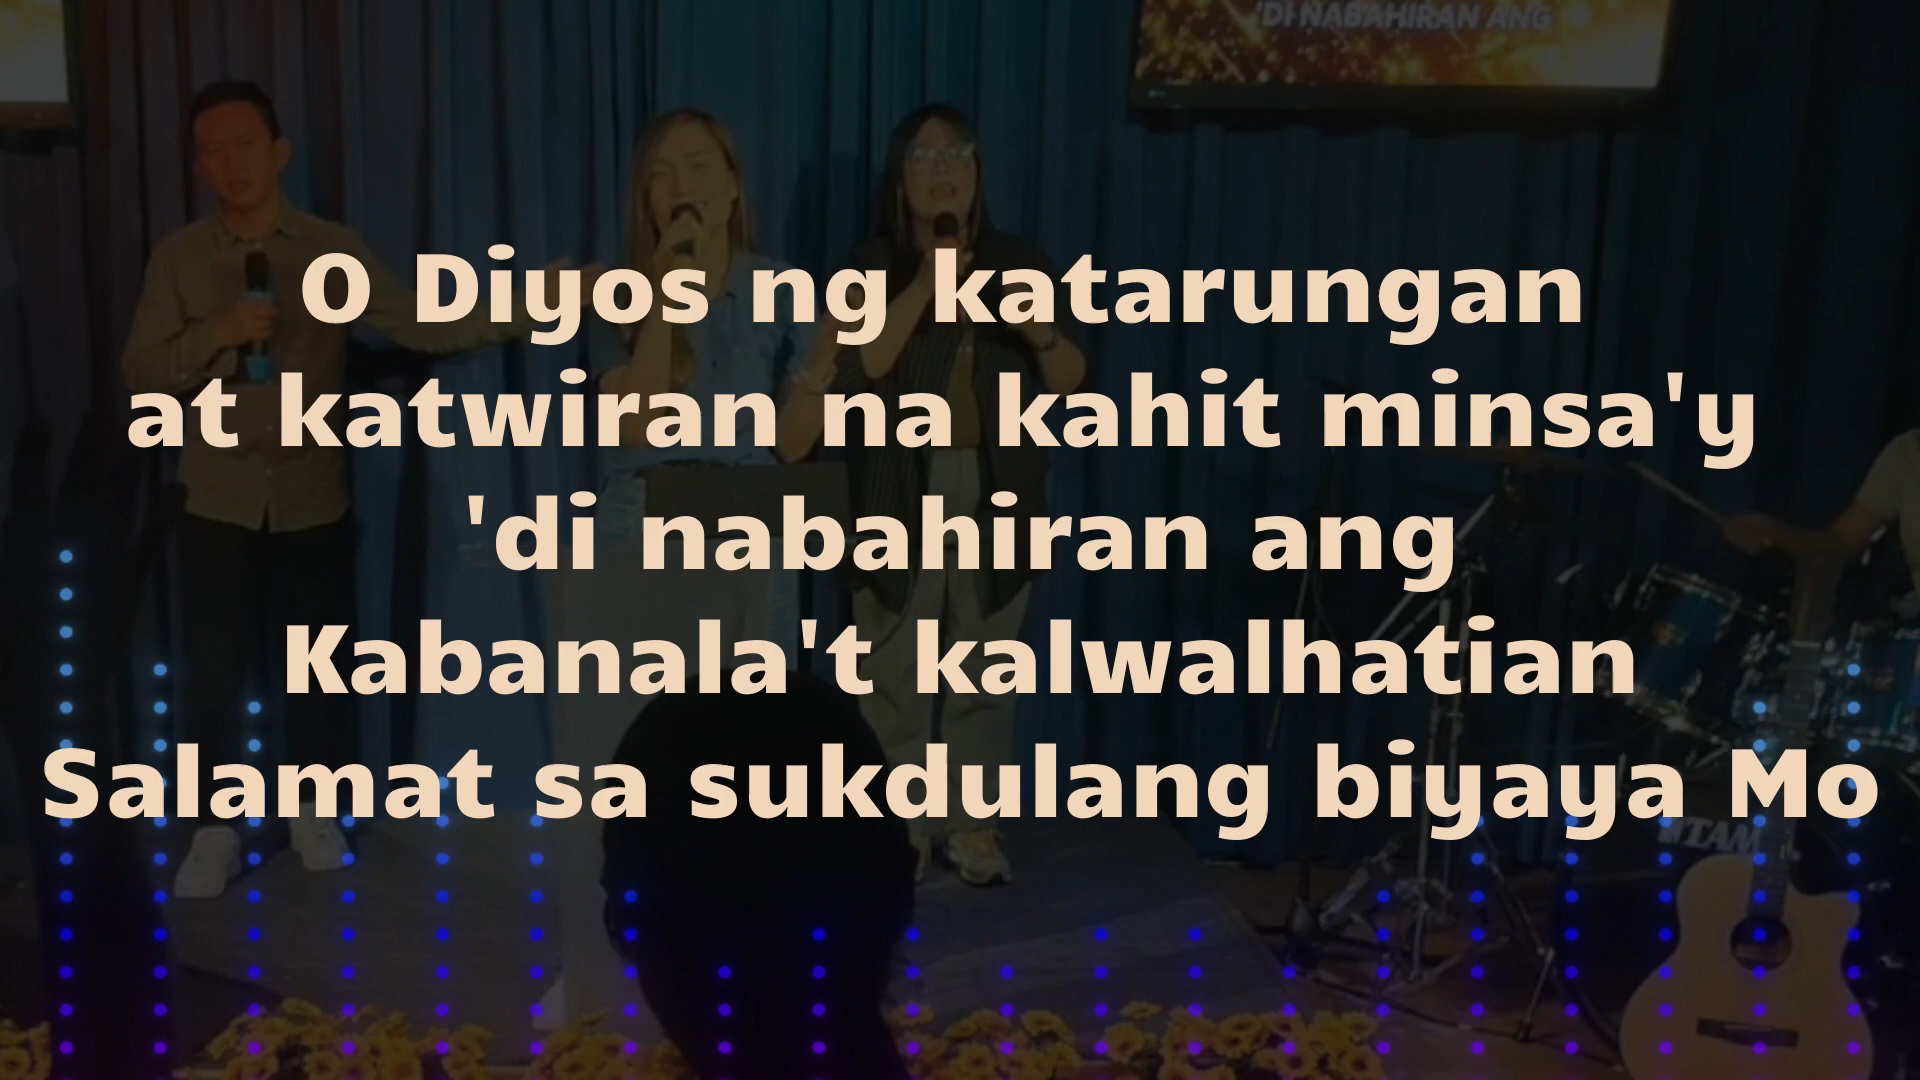 'DI NABAHIRAN ANG
O Diyos ng katarungan
at katwiran na kahit minsa'y
'di nabahiran ang
Kabanala't kalwalhatian
Salamat sa sukdulang biyaya Mo
TAMA